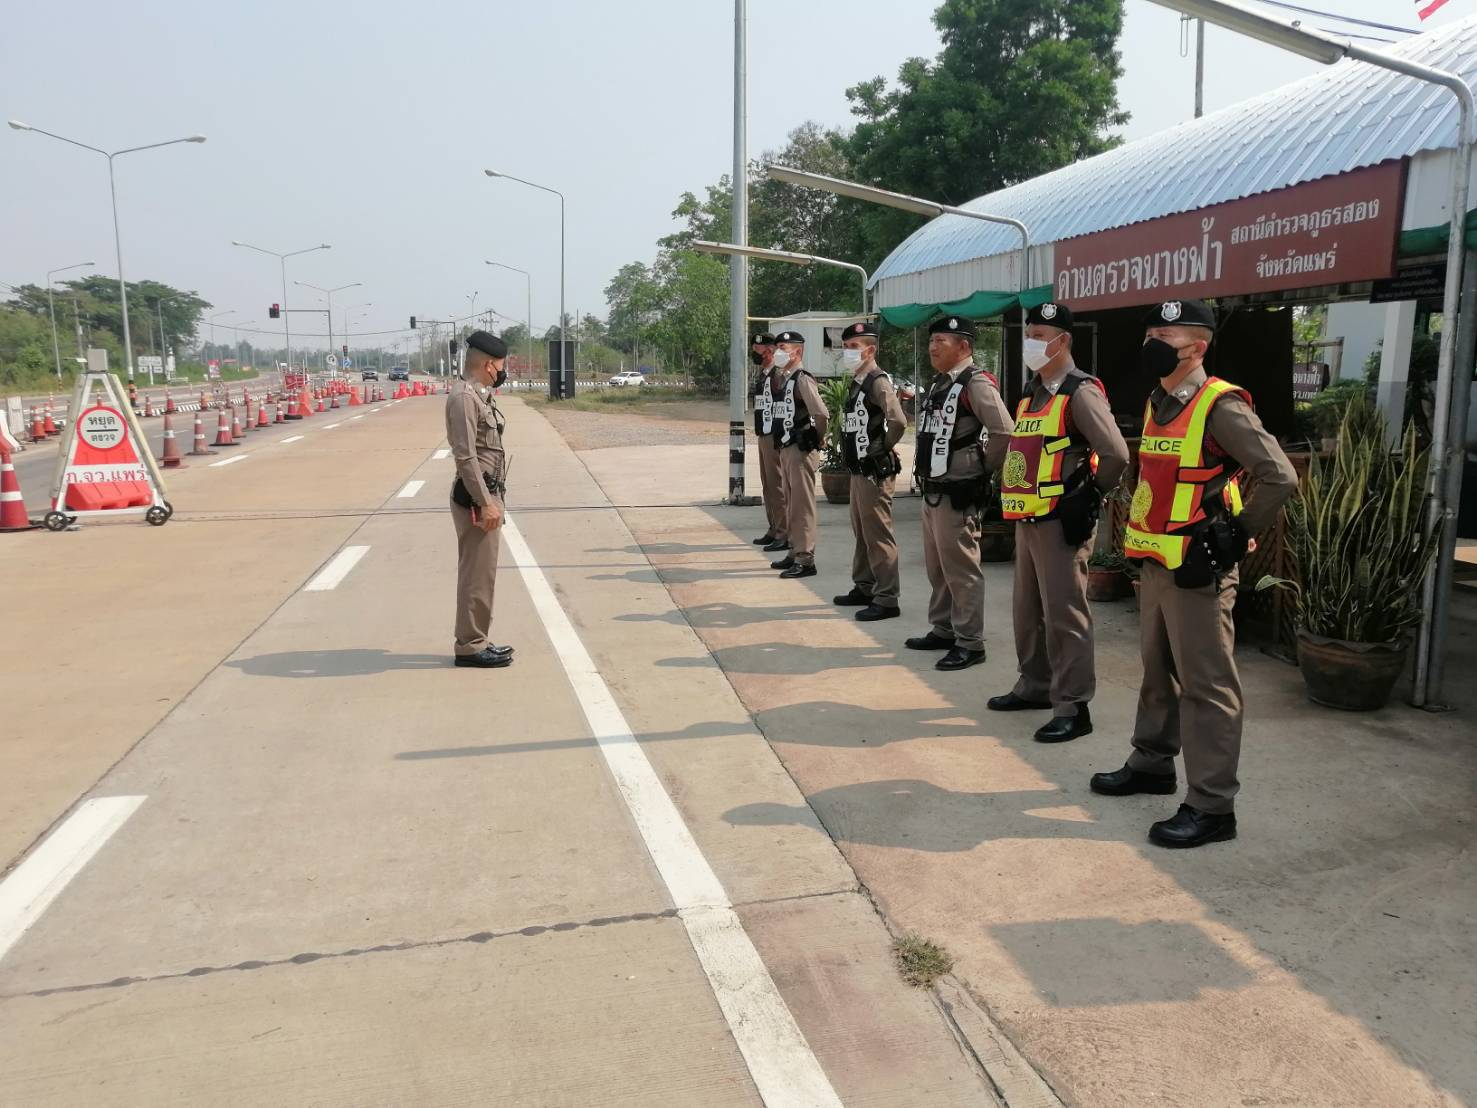 ด่านตรวจนางฟ้า
สถานีตำรวจภูธรสอง
จังหวัดแพร่
หยุด
ตรวจ
ภ.จว.แพร่
POLICE
POLICE
POLICE
POLICE
POLICE